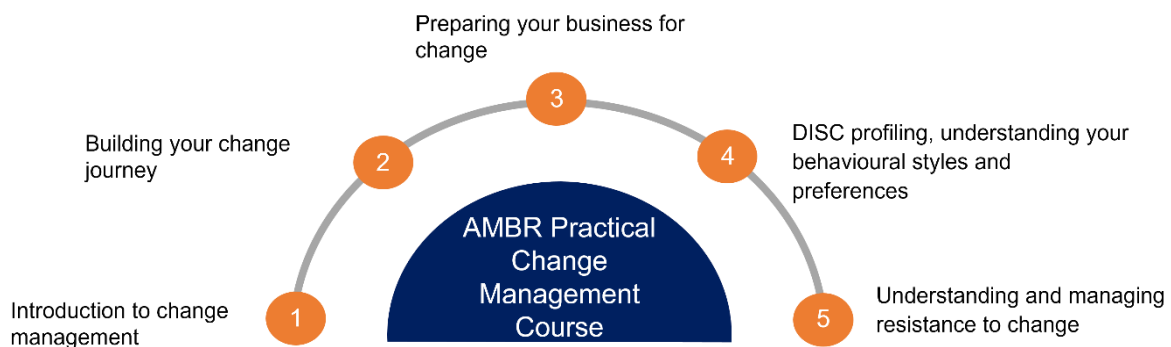 Preparing your business for
change
3
Building your change
journey
2
4
DISC profiling, understanding your
behavioural styles and
preferences
AMBR Practical
Change
Management
Course
Introduction to change
management
1
5
Understanding and managing
resistance to change